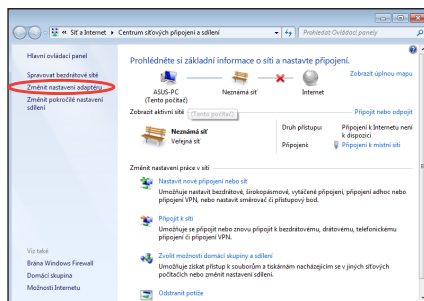 « Síť a Internet ▸ Centrum síťových připojení a sdílení
Prohledat Ovládací panely
Hlavní ovládací panel
Spravovat bezdrátové sítě
Změnit nastavení adaptéru
Změnit pokročilé nastavení
sdílení
Prohlédněte si základní informace o síti a nastavte připojení.
Zobrazit úplnou mapu
ASUS-PC
(Tento počítač)
Neznámá síť
Internet
Zobrazit aktivní sítě
(Tento počítač)
Připojit nebo odpojit
Neznámá síť
Veřejná síť
Druh přístupu:
Připojení k Internetu není
k dispozici
Připojení:
Připojení k místní síti
Změnit nastavení práce v síti
Nastavit nové připojení nebo síť
Umožňuje nastavit bezdrátové, širokopásmové, vytáčené připojení, připojení adhoc nebo
připojení VPN, nebo nastavit směrovač či přístupový bod.
Připojit k síti
Umožňuje se připojit nebo znovu připojit k bezdrátovému, drátovému, telefonickému
připojení či připojení VPN.
Zvolit možnosti domácí skupiny a sdílení
Umožňuje získat přístup k souborům a tiskárnám nacházejícím se v jiných síťových
počítačích nebo změnit nastavení sdílení.
Odstranit potíže
Viz také
Brána Windows Firewall
Domácí skupina
Možnosti Internetu